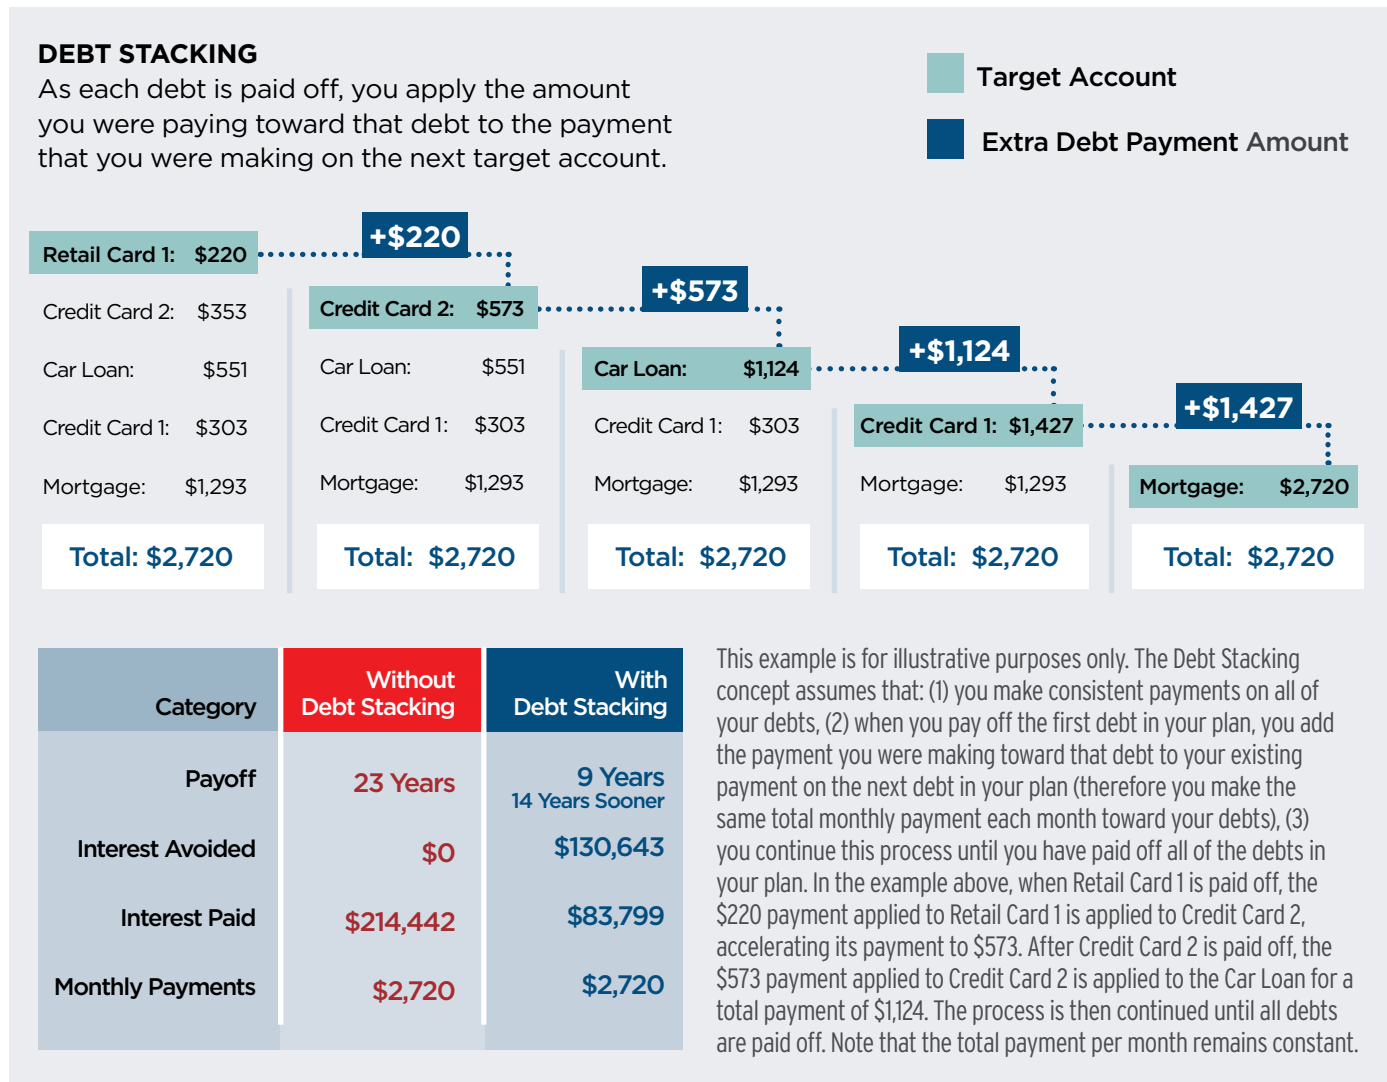 DEBT STACKING
As each debt is paid off, you apply the amount
you were paying toward that debt to the payment
that you were making on the next target account.
Target Account
Extra Debt Payment Amount
Retail Card 1: $220
Credit Card 2: $353
Car Loan: $551
Credit Card 1: $303
Mortgage: $1,293
Total: $2,720
+$220
Credit Card 2: $573
Car Loan: $551
Credit Card 1: $303
Mortgage: $1,293
Total: $2,720
+$573
Car Loan: $1,124
Credit Card 1: $303
Mortgage: $1,293
Total: $2,720
+$1,124
Credit Card 1: $1,427
Mortgage: $1,293
Total: $2,720
+$1,427
Mortgage: $2,720
Total: $2,720
Category
Without
Debt Stacking
With
Debt Stacking
Payoff
23 Years
9 Years
14 Years Sooner
Interest Avoided
$0
$130,643
Interest Paid
$214,442
$83,799
Monthly Payments
$2,720
$2,720
This example is for illustrative purposes only. The Debt Stacking
concept assumes that: (1) you make consistent payments on all of
your debts, (2) when you pay off the first debt in your plan, you add
the payment you were making toward that debt to your existing
payment on the next debt in your plan (therefore you make the
same total monthly payment each month toward your debts), (3)
you continue this process until you have paid off all of the debts in
your plan. In the example above, when Retail Card 1 is paid off, the
$220 payment applied to Retail Card 1 is applied to Credit Card 2,
accelerating its payment to $573. After Credit Card 2 is paid off, the
$573 payment applied to Credit Card 2 is applied to the Car Loan for a
total payment of $1,124. The process is then continued until all debts
are paid off. Note that the total payment per month remains constant.